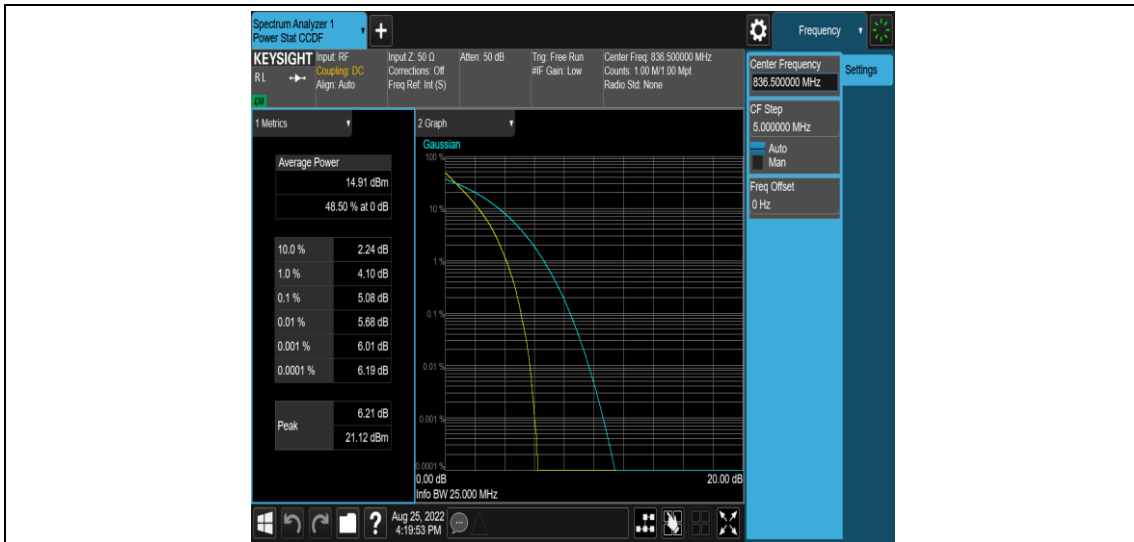 Spectrum Analyzer 1
Power Stat CCDF
+
Frequency
KEYSIGHT
RL
LXI
Input: RF
Coupling: DC
Align: Auto
Input Z: 50 Ω
Corrections: Off
Freq Ref: Int (S)
Atten: 50 dB
Trig: Free Run
#IF Gain: Low
Center Freq: 836.500000 MHz
Counts: 1.00 M/1.00 Mpt
Radio Std: None
Center Frequency
836.500000 MHz
Settings
CF Step
5.000000 MHz
Auto
Man
Freq Offset
0 Hz
1 Metrics
Average Power
14.91 dBm
48.50 % at 0 dB
10.0 % 2.24 dB
1.0 % 4.10 dB
0.1 % 5.08 dB
0.01 % 5.68 dB
0.001 % 6.01 dB
0.0001 % 6.19 dB
Peak
6.21 dB
21.12 dBm
2 Graph
Gaussian
100 %
10 %
1 %
0.1 %
0.01 %
0.001 %
0.0001 %
0.00 dB 20.00 dB
Info BW 25.000 MHz
?
Aug 25, 2022
4:19:53 PM